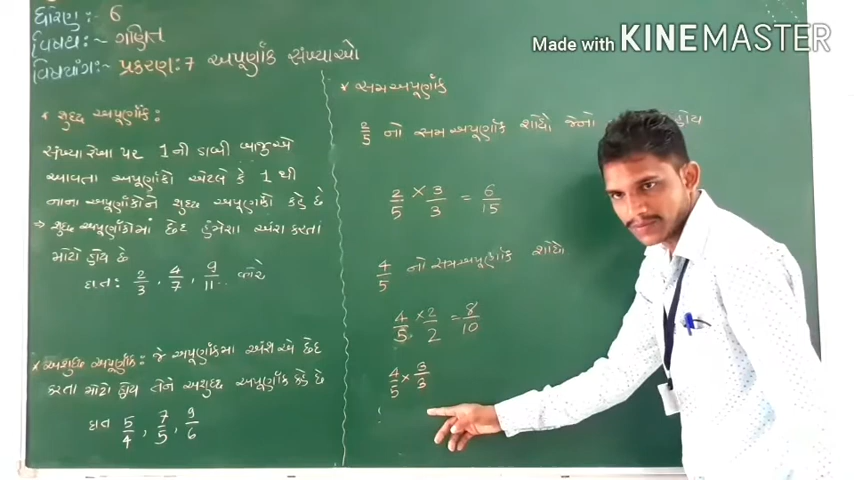 ધોરણ:- 6
વિષય:- ગણિત
વિષયાંગ:- પ્રકરણ:7 અપૂર્ણાંક સંખ્યાઓ
Made with KINEMASTER
* શુદ્ધ અપૂર્ણાંક:
સંખ્યા રેખા પર 1 ની ડાબી બાજુએ
આવતા અપૂર્ણાંકો એટલે કે 1 થી
નાના અપૂર્ણાંકોને શુદ્ધ અપૂર્ણાંકો કહે છે
⇒ શુદ્ધ અપૂર્ણાંકોમાં છેદ હંમેશા અંશ કરતાં
મોટો હોય છે
દા.ત: 2/3 , 4/7 , 9/11..
* અશુદ્ધ અપૂર્ણાંક: જે અપૂર્ણાંકમાં અંશ એ છેદ
કરતા મોટો હોય તેને અશુદ્ધ અપૂર્ણાંક કહે છે
દા.ત 5/4 , 7/5 , 9/6
* સમઅપૂર્ણાંક
2/5 નો સમઅપૂર્ણાંક શોધો જેનો હોય
2/5 × 3/3 = 6/15
4/5 નો સમઅપૂર્ણાંક શોધો
4/5 × 2/2 = 8/10
4/5 × 3/3